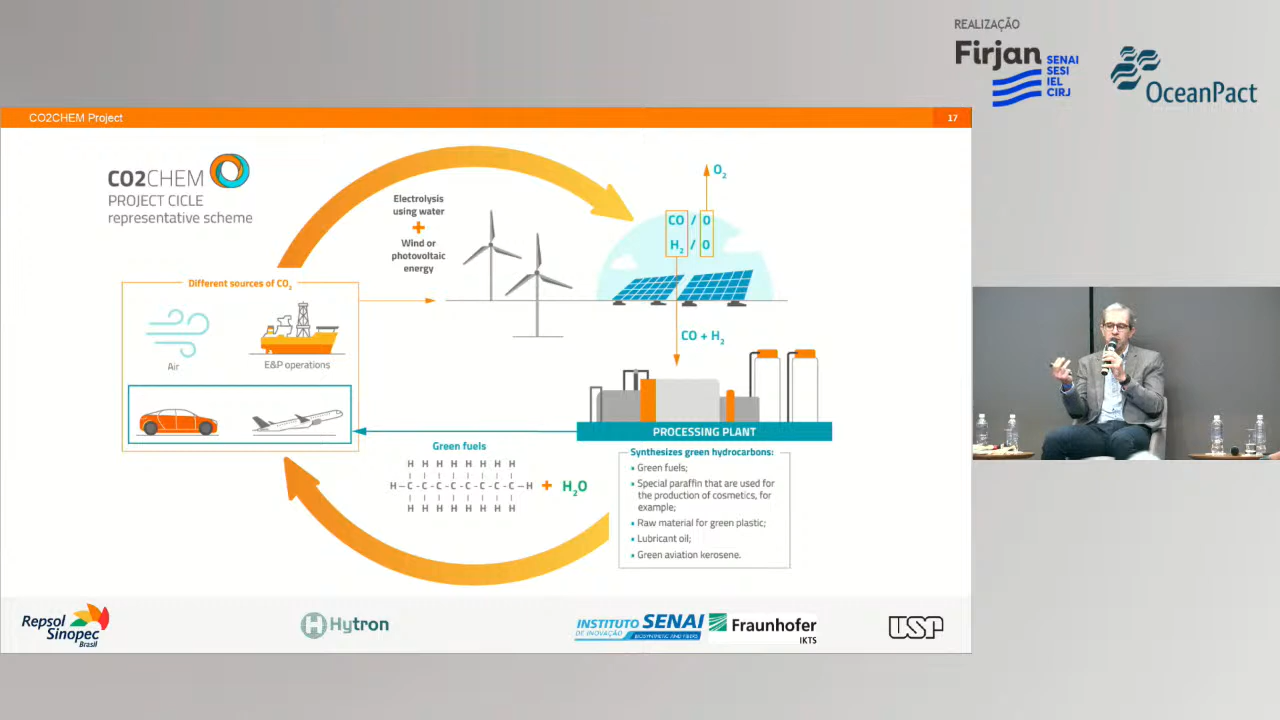 REALIZAÇÃO
Firjan
SENAI
SESI
IEL
CIRJ
OceanPact
CO2CHEM Project
17
CO2CHEM
PROJECT CICLE
representative scheme
Electrolysis
using water
+
Wind or
photovoltaic
energy
O2
CO / O
H2 / O
Different sources of CO2
Air
E&P operations
CO + H2
PROCESSING PLANT
Green fuels
H H H H H H H
H-C-C-C-C-C-C-C-H + H2O
H H H H H H H
Synthesizes green hydrocarbons:
Green fuels;
Special paraffin that are used for
the production of cosmetics, for
example;
Raw material for green plastic;
Lubricant oil;
Green aviation kerosene.
Repsol
Sinopec
Brasil
Hytron
INSTITUTO SENAI
DE INOVAÇÃO
BIOSYNTHETIC AND FIBERS
Fraunhofer
IKTS
USP